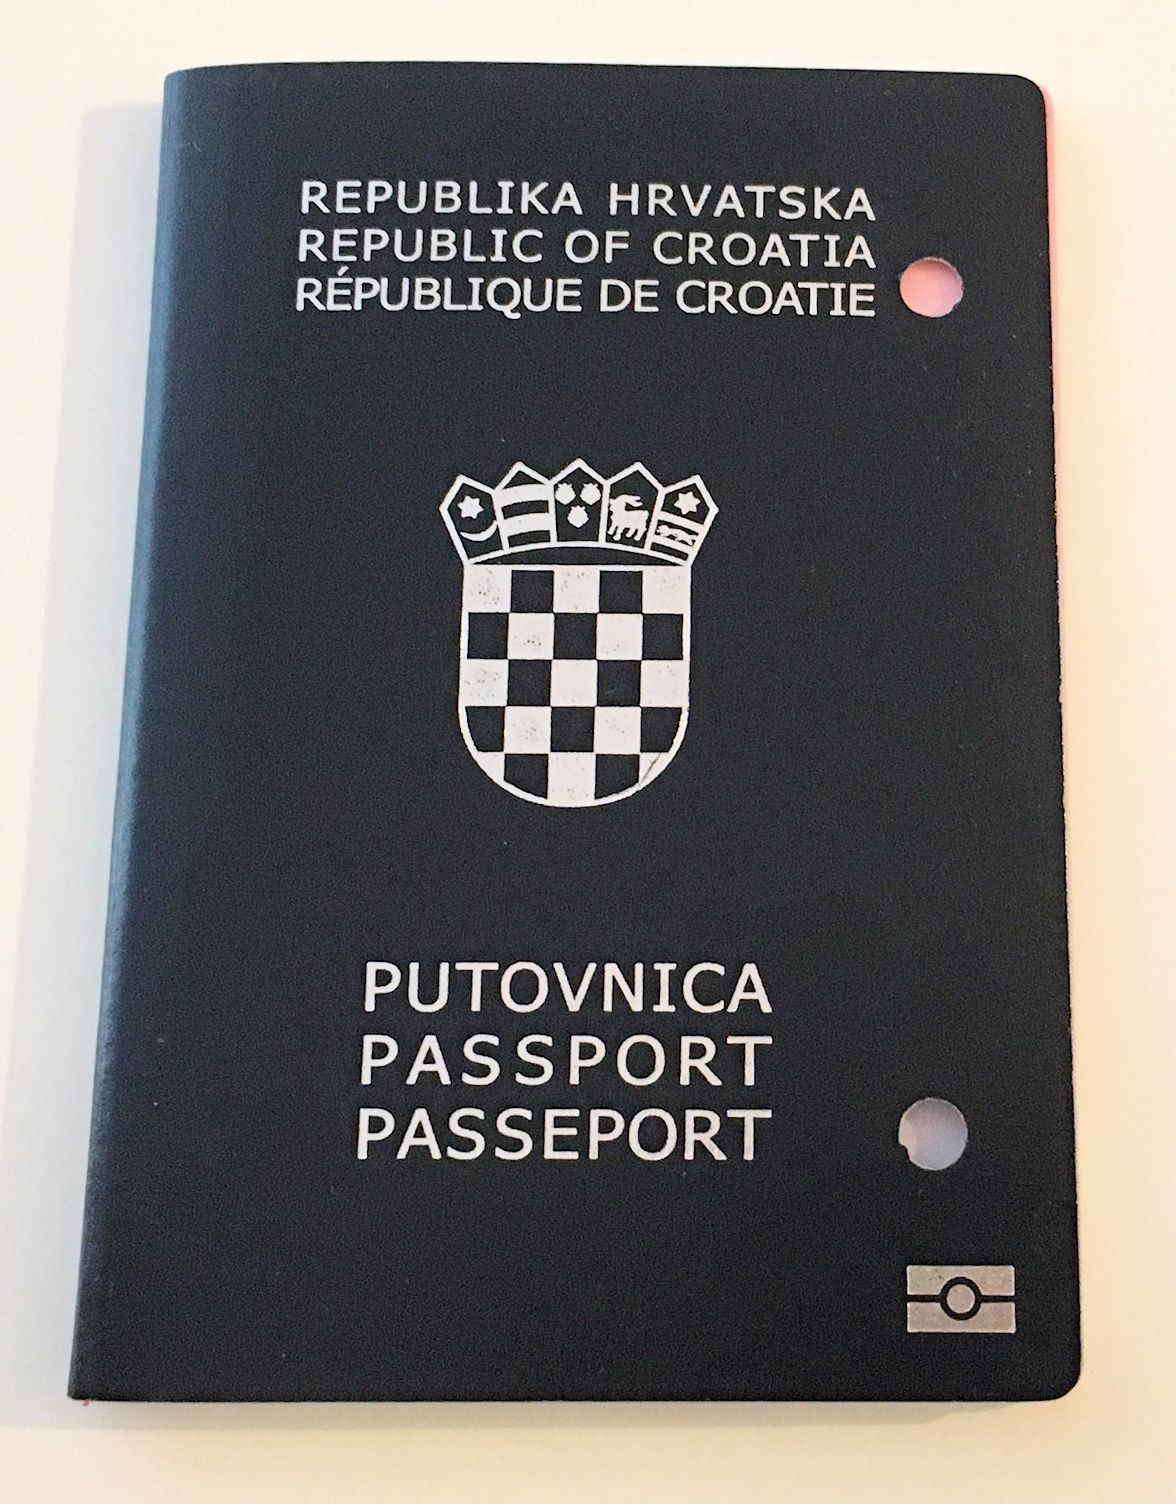 REPUBLIKA HRVATSKA
REPUBLIC OF CROATIA
RÉPUBLIQUE DE CROATIE
PUTOVNICA
PASSPORT
PASSEPORT